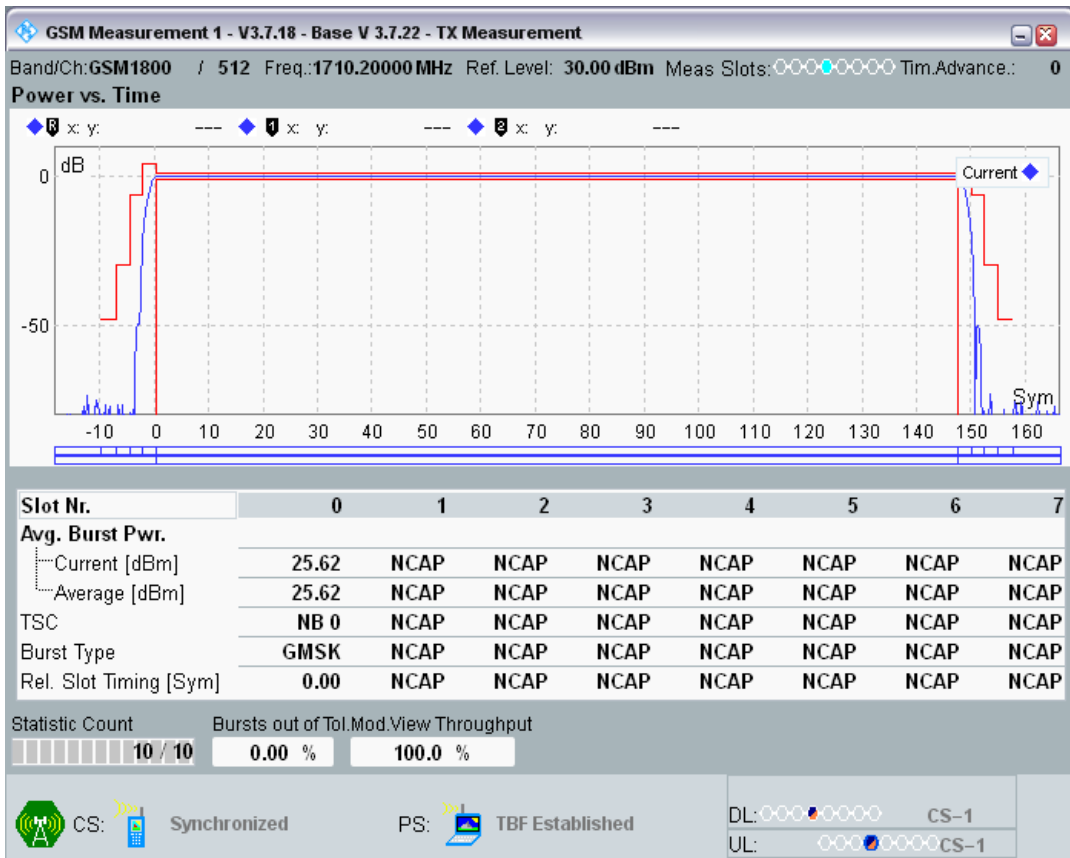 GSM Measurement 1 - V3.7.18 - Base V 3.7.22 - TX Measurement
Band/Ch:GSM1800 / 512 Freq.:1710.20000 MHz Ref. Level: 30.00 dBm Meas Slots: Tim.Advance.: 0
Power vs. Time
R x: y: --- 1 x: y: --- 2 x: y: ---
dB
Current
0
-50
Sym
-10 0 10 20 30 40 50 60 70 80 90 100 110 120 130 140 150 160
Slot Nr. 0 1 2 3 4 5 6 7
Avg. Burst Pwr.
Current [dBm] 25.62 NCAP NCAP NCAP NCAP NCAP NCAP NCAP
Average [dBm] 25.62 NCAP NCAP NCAP NCAP NCAP NCAP NCAP
TSC NB 0 NCAP NCAP NCAP NCAP NCAP NCAP NCAP
Burst Type GMSK NCAP NCAP NCAP NCAP NCAP NCAP NCAP
Rel. Slot Timing [Sym] 0.00 NCAP NCAP NCAP NCAP NCAP NCAP NCAP
Statistic Count Bursts out of Tol.Mod.View Throughput
10 / 10 0.00 % 100.0 %
CS: Synchronized PS: TBF Established
DL: CS-1
UL: CS-1